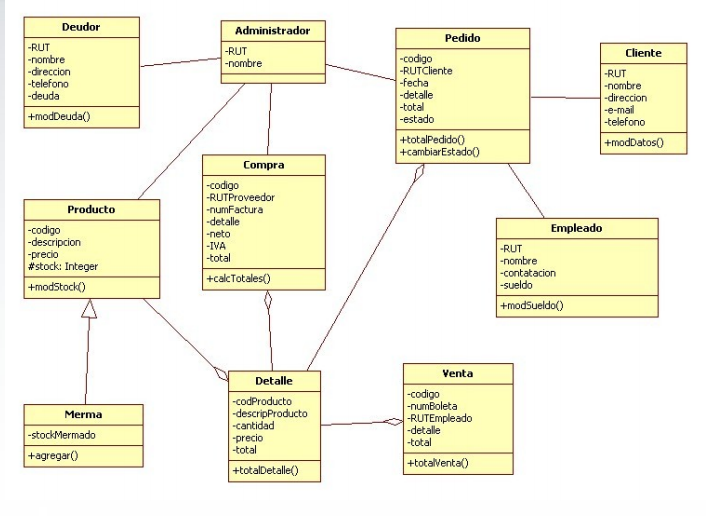 Deudor
-RUT
-nombre
-direccion
-telefono
-deuda
+modDeuda()
Administrador
-RUT
-nombre
Pedido
-codigo
-RUTCliente
-fecha
-detalle
-total
-estado
+totalPedido()
+cambiarEstado()
Cliente
-RUT
-nombre
-direccion
-e-mail
-telefono
+modDatos()
Compra
-codigo
-RUTProveedor
-numFactura
-detalle
-neto
-IVA
-total
+calcTotales()
Producto
-codigo
-descripcion
-precio
#stock: Integer
+modStock()
Empleado
-RUT
-nombre
-contatacion
-sueldo
+modSueldo()
Merma
-stockMermado
+agregar()
Detalle
-codProducto
-descripProducto
-cantidad
-precio
-total
+totalDetalle()
Venta
-codigo
-numBoleta
-RUTEmpleado
-detalle
-total
+totalVenta()